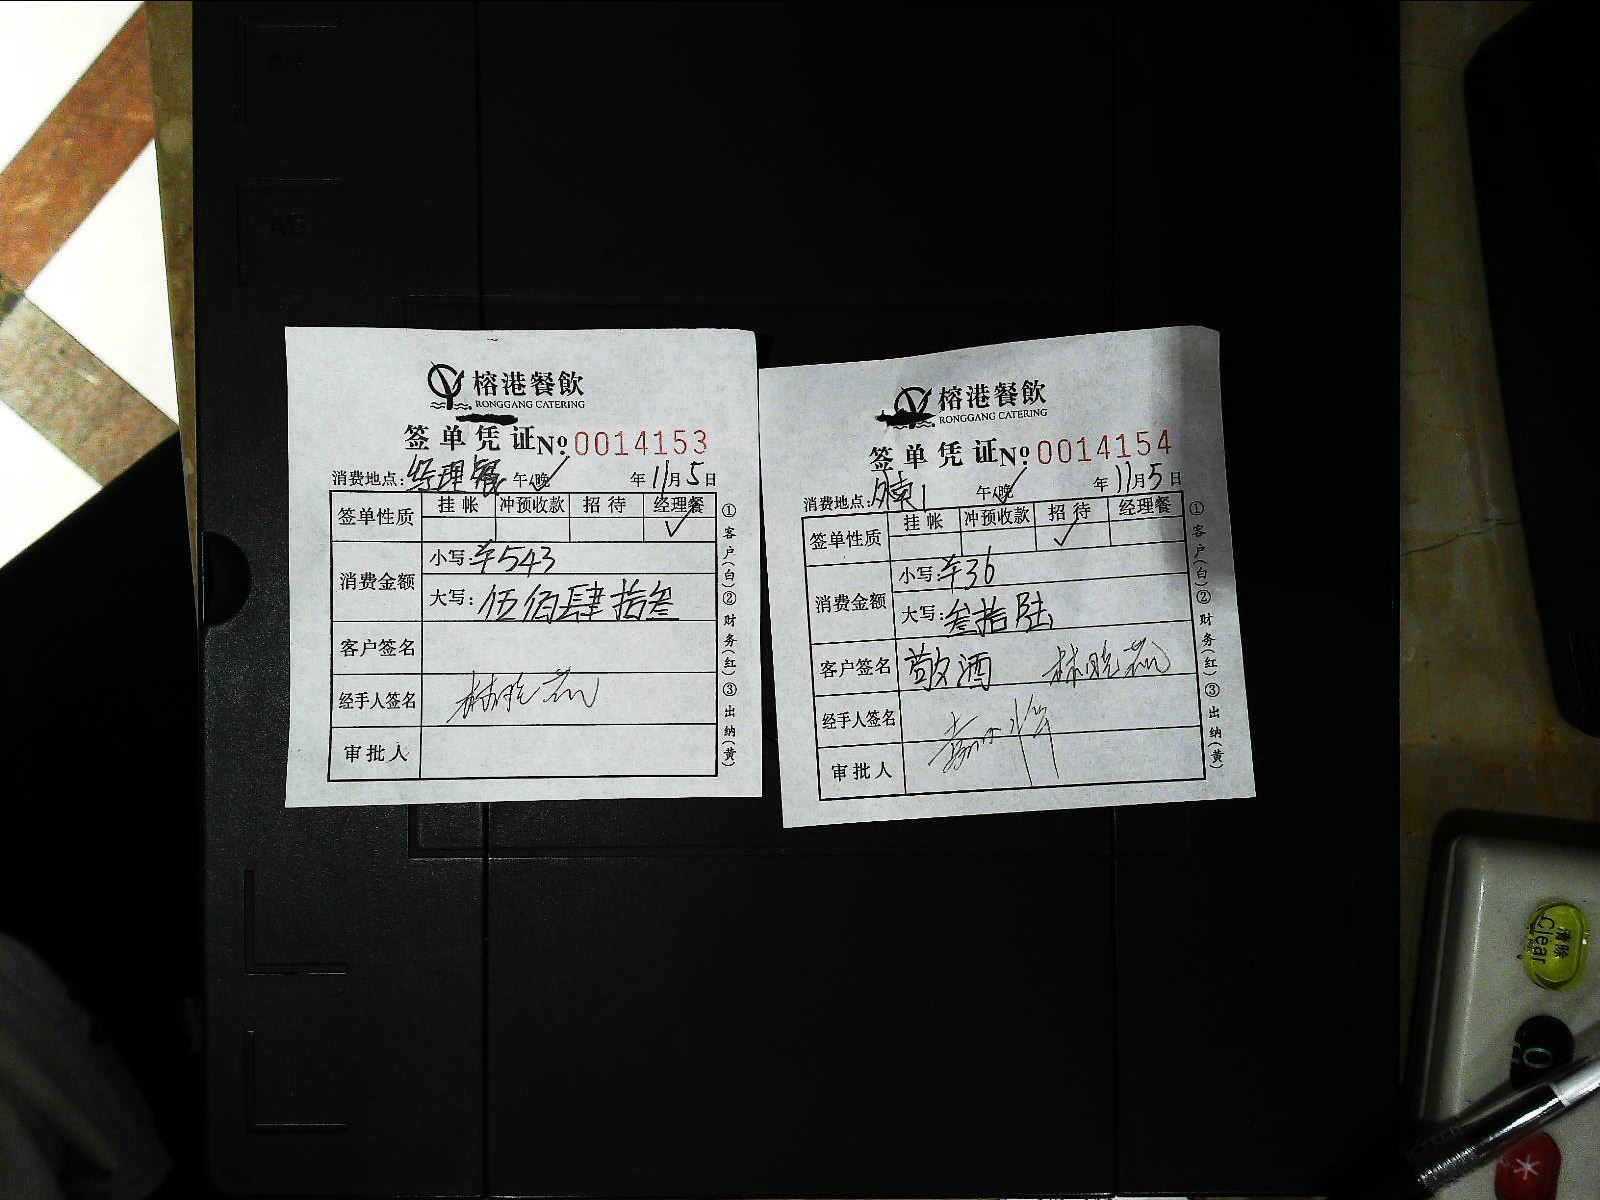 A4
A5
榕港餐飲
RONGGANG CATERING
签单凭证 No 0014153
消费地点: 经理餐 午/晚 年 11月5日
签单性质 挂帐 冲预收款 招待 经理餐
✓
消费金额
小写: ¥543
大写: 伍佰肆拾叁
客户签名
经手人签名
审批人
①客户(白)②财务(红)③出纳(黄)
榕港餐飲
RONGGANG CATERING
签单凭证 No 0014154
消费地点: 午/晚 年 11月5日
签单性质 挂帐 冲预收款 招待 经理餐
✓
消费金额
小写: ¥36
大写: 叁拾陆
客户签名 敬酒
经手人签名
审批人
①客户(白)②财务(红)③出纳(黄)
清除
Clear
0
*